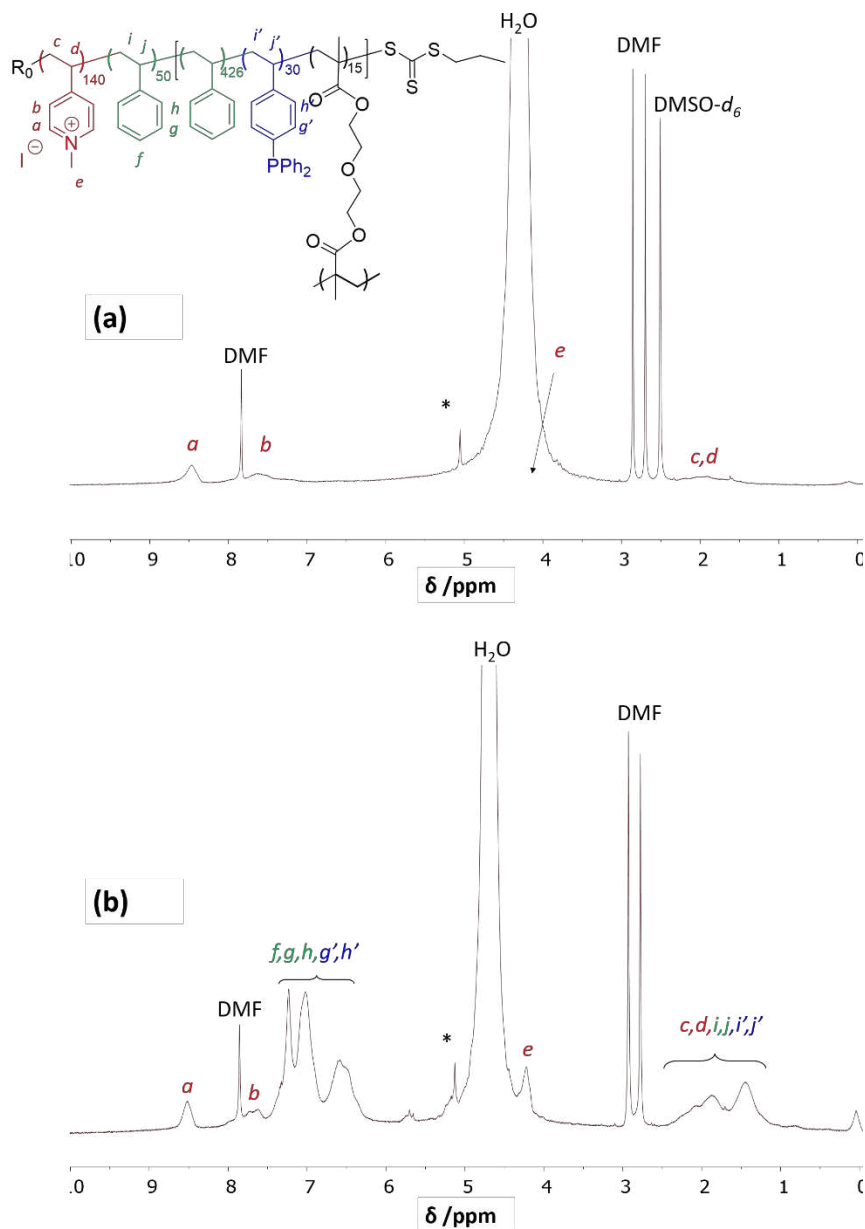 H₂O
DMF
DMSO-d₆
c d i j i' j'
R₀ 140 50 426 30 15 S S S
b a h g f h' g' O O
N + I ⊖ e PPh₂
O
O
O
(a)
DMF
*
e
a
b
c,d
10 9 8 7 6 5 4 3 2 1 0
δ /ppm
H₂O
DMF
(b)
f,g,h,g',h'
DMF
*
e
c,d,i,j,i',j'
a
b
10 9 8 7 6 5 4 3 2 1 0
δ /ppm